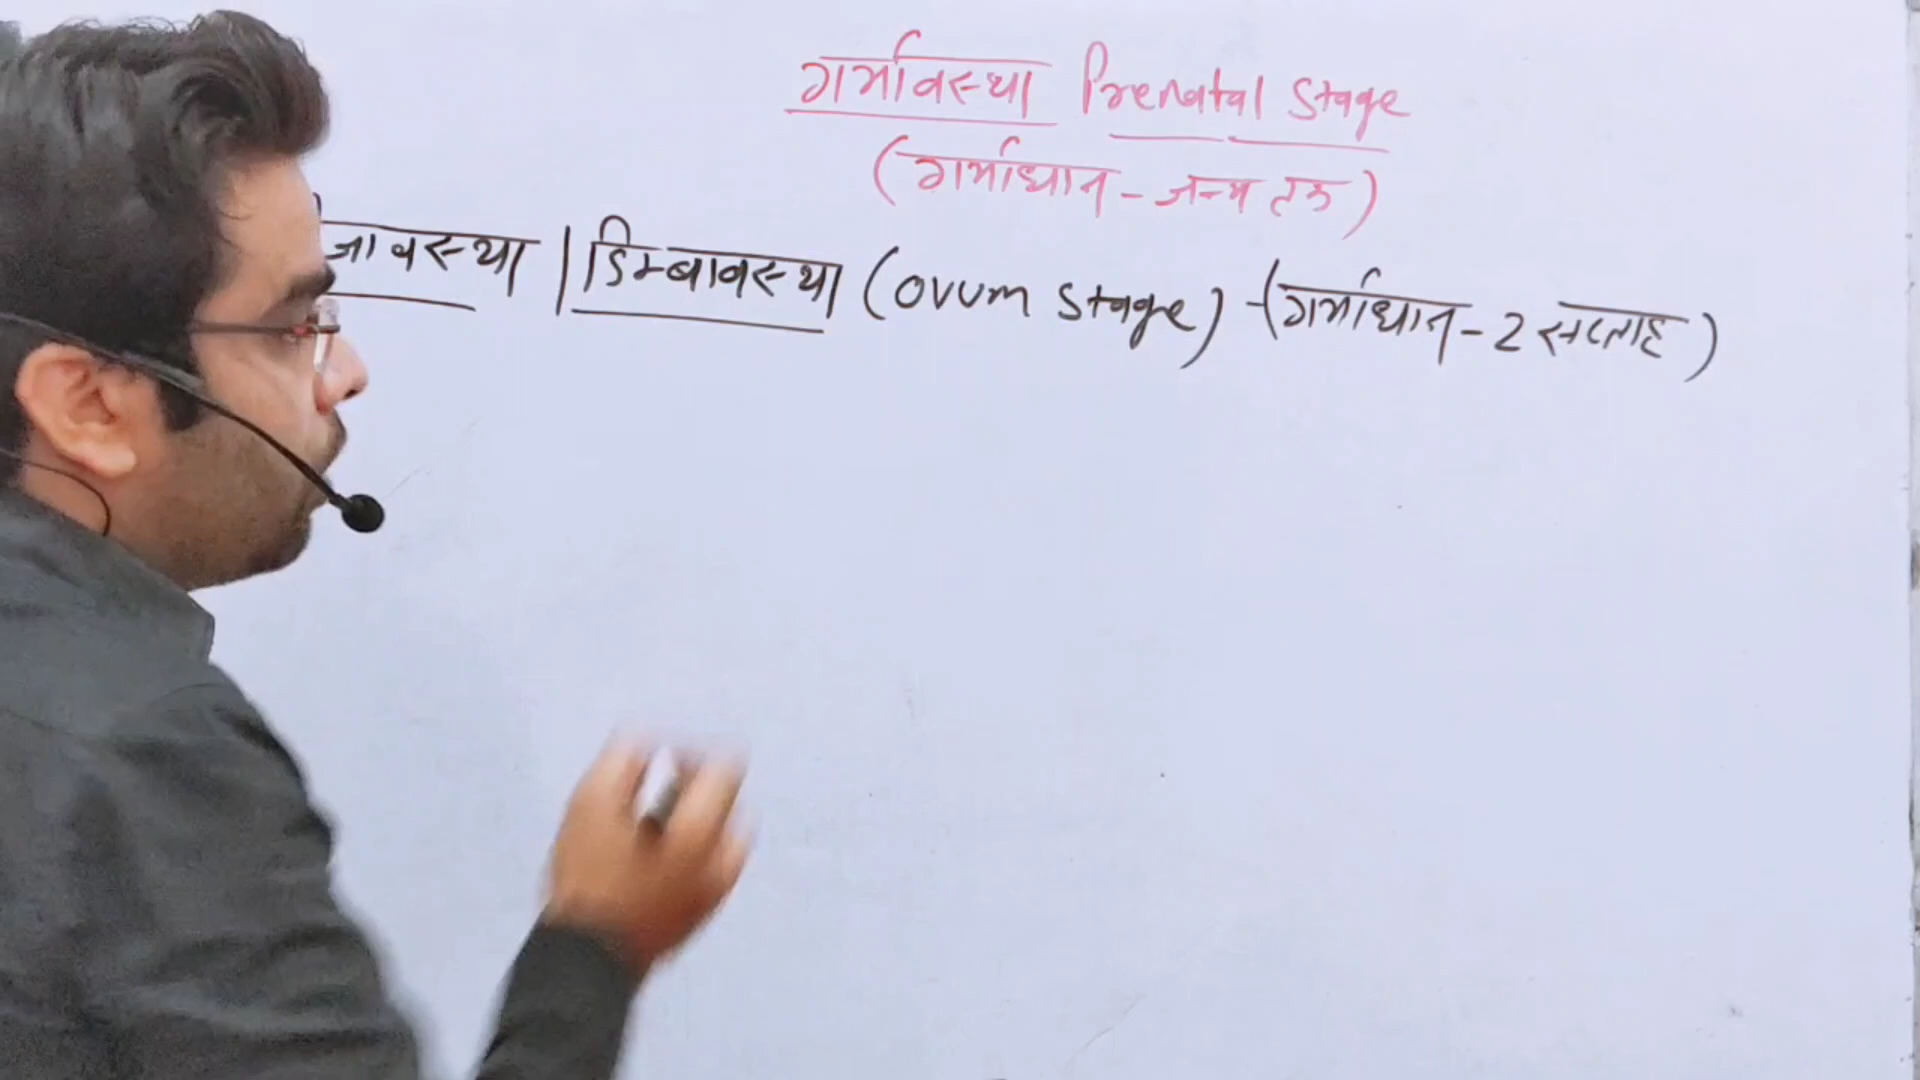 गर्भावस्था Prenatal Stage
(गर्भाधान - जन्म तक)
जावस्था | डिम्बावस्था (Ovum Stage) - (गर्भाधान - 2 सप्ताह)